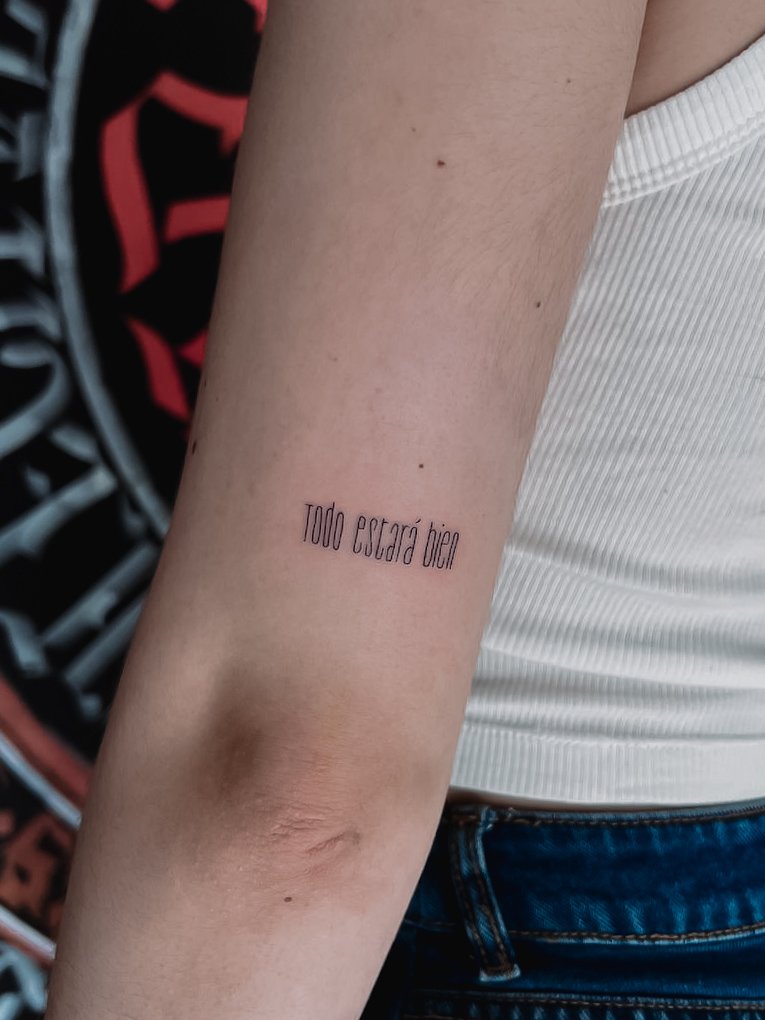 Todo estará bien